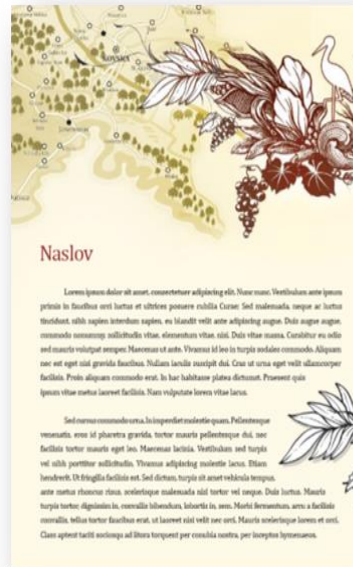 Naslov
Lorem ipsum dolor sit amet, consectetuer adipiscing elit. Nunc nunc. Vestibulum ante ipsum
primis in faucibus orci luctus et ultrices posuere cubilia Curae; Sed malesuada, neque ac luctus
tincidunt, nibh sapien interdum sapien, eu blandit velit ante adipiscing augue. Duis augue augue,
commodo nonummy, sollicitudin vitae, elementum vitae, nisi. Duis vitae massa. Curabitur eu odio
sed mauris volutpat semper. Maecenas ut ante. Vivamus id leo in turpis sodales commodo. Aliquam
nec est eget nisi gravida faucibus. Nullam iaculis suscipit dui. Cras ut urna eget velit ullamcorper
facilisis. Proin aliquam commodo erat. In hac habitasse platea dictumst. Praesent quis
ipsum vitae metus laoreet facilisis. Nam vulputate lorem vitae lacus.
Sed cursus commodo urna. In imperdiet molestie quam. Pellentesque
venenatis, eros id pharetra gravida, tortor mauris pellentesque dui, nec
facilisis tortor mauris eget leo. Maecenas lacinia. Vestibulum sed turpis
vel nibh porttitor sollicitudin. Vivamus adipiscing molestie lacus. Etiam
hendrerit. Ut fringilla facilisis est. Sed dictum, turpis sit amet vehicula tempus,
ante metus rhoncus risus, scelerisque malesuada nisl tortor vel neque. Duis luctus. Mauris
turpis tortor, dignissim in, convallis bibendum, lobortis in, sem. Morbi fermentum, arcu a facilisis
convallis, tellus tortor faucibus erat, ut laoreet nisi velit nec orci. Mauris scelerisque lorem et orci.
Class aptent taciti sociosqu ad litora torquent per conubia nostra, per inceptos hymenaeos.